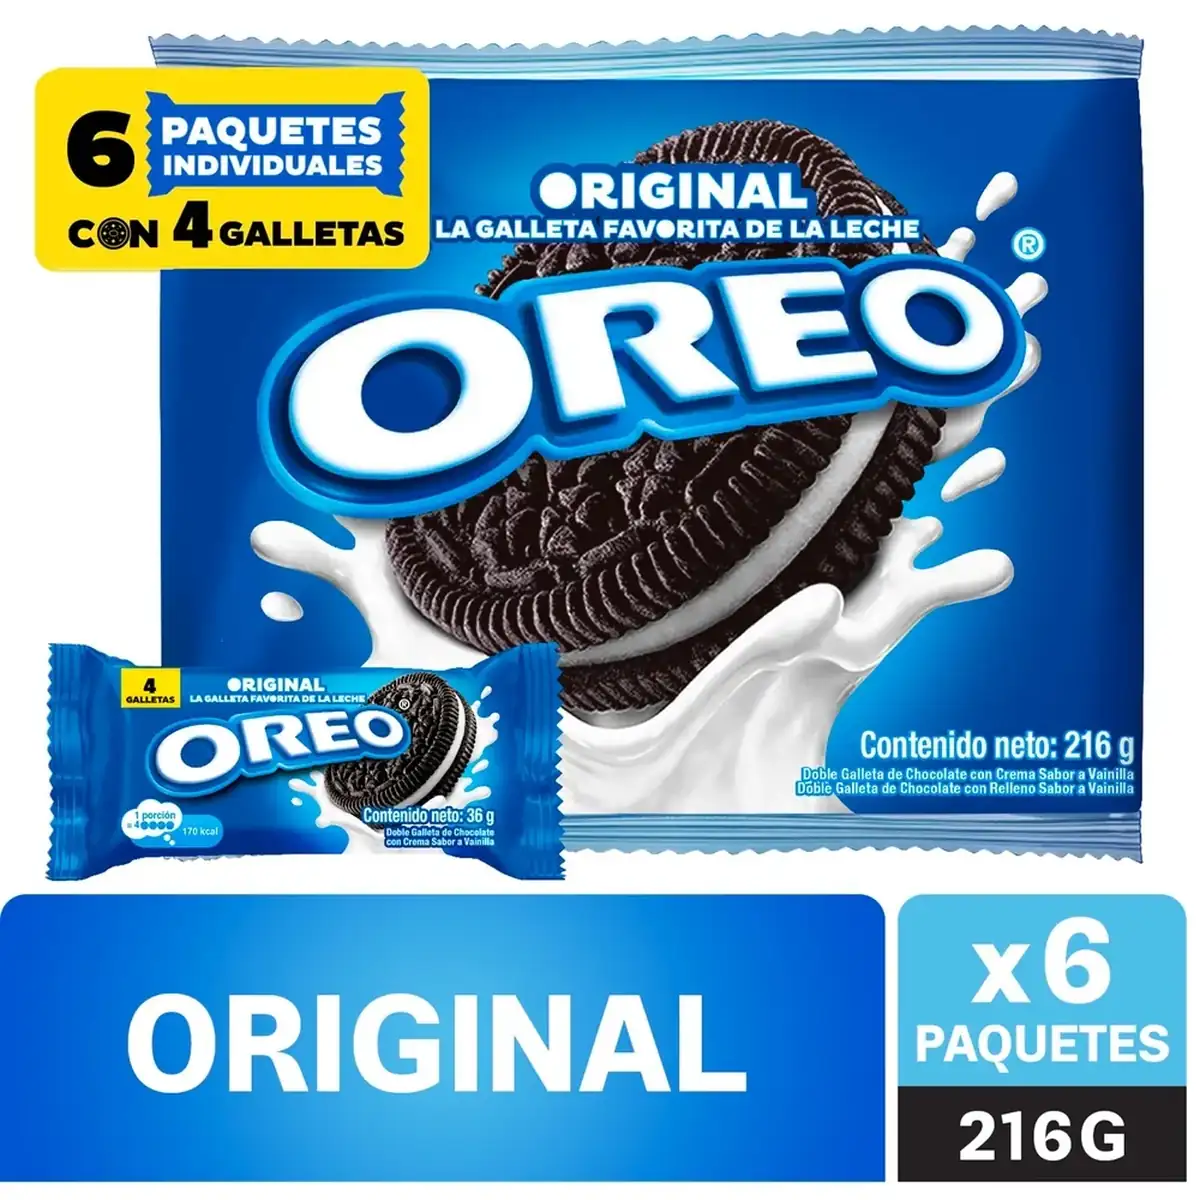 6 PAQUETES
INDIVIDUALES
CON 4 GALLETAS
ORIGINAL
LA GALLETA FAVORITA DE LA LECHE
OREO®
Contenido neto: 216 g
Doble Galleta de Chocolate con Crema Sabor a Vainilla
Doble Galleta de Chocolate con Relleno Sabor a Vainilla
4
GALLETAS
ORIGINAL
LA GALLETA FAVORITA DE LA LECHE
OREO®
1 porción
= 4
170 kcal
Contenido neto: 36 g
Doble Galleta de Chocolate
con Crema Sabor a Vainilla
ORIGINAL
x6
PAQUETES
216G